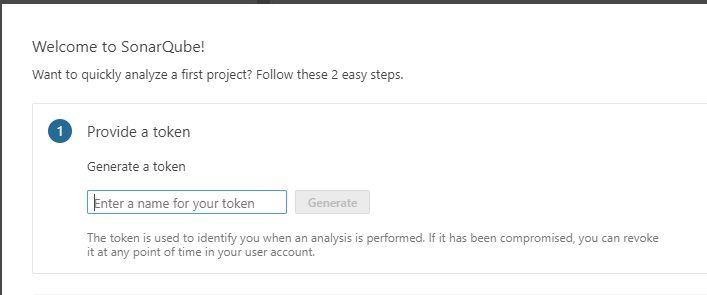 Welcome to SonarQube!
Want to quickly analyze a first project? Follow these 2 easy steps.
1 Provide a token
Generate a token
Enter a name for your token Generate
The token is used to identify you when an analysis is performed. If it has been compromised, you can revoke
it at any point of time in your user account.